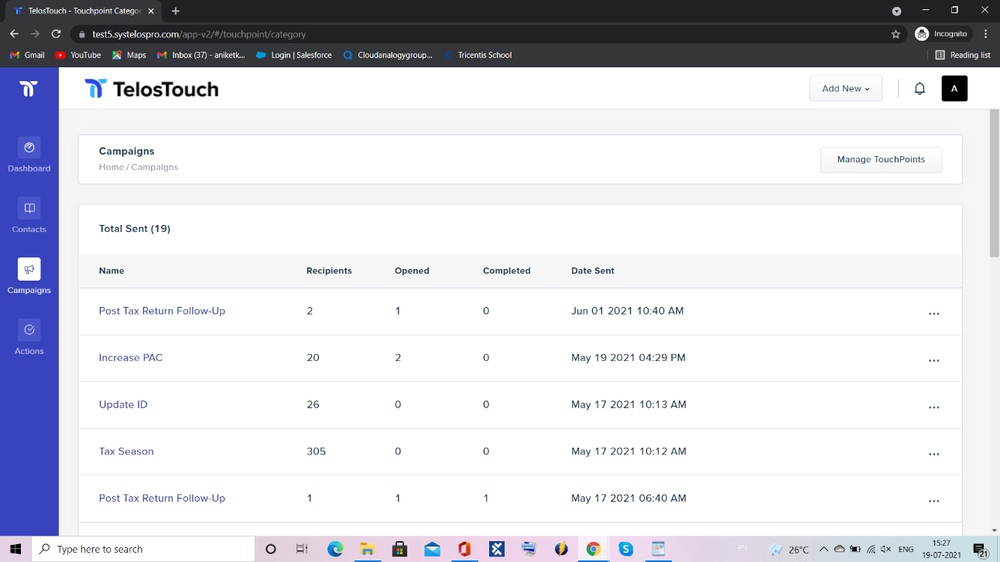 TelosTouch - Touchpoint Categor
test5.systelospro.com/app-v2/#/touchpoint/category
Incognito
Gmail
YouTube
Maps
Inbox (37) - aniketk...
Login | Salesforce
Cloudanalogygroup...
Tricentis School
Reading list
TelosTouch
Add New
A
Dashboard
Contacts
Campaigns
Actions
Campaigns
Home / Campaigns
Manage TouchPoints
Total Sent (19)
Name Recipients Opened Completed Date Sent
Post Tax Return Follow-Up 2 1 0 Jun 01 2021 10:40 AM ...
Increase PAC 20 2 0 May 19 2021 04:29 PM ...
Update ID 26 0 0 May 17 2021 10:13 AM ...
Tax Season 305 0 0 May 17 2021 10:12 AM ...
Post Tax Return Follow-Up 1 1 1 May 17 2021 06:40 AM ...
Type here to search
EN
26°C
ENG
15:27
19-07-2021
21